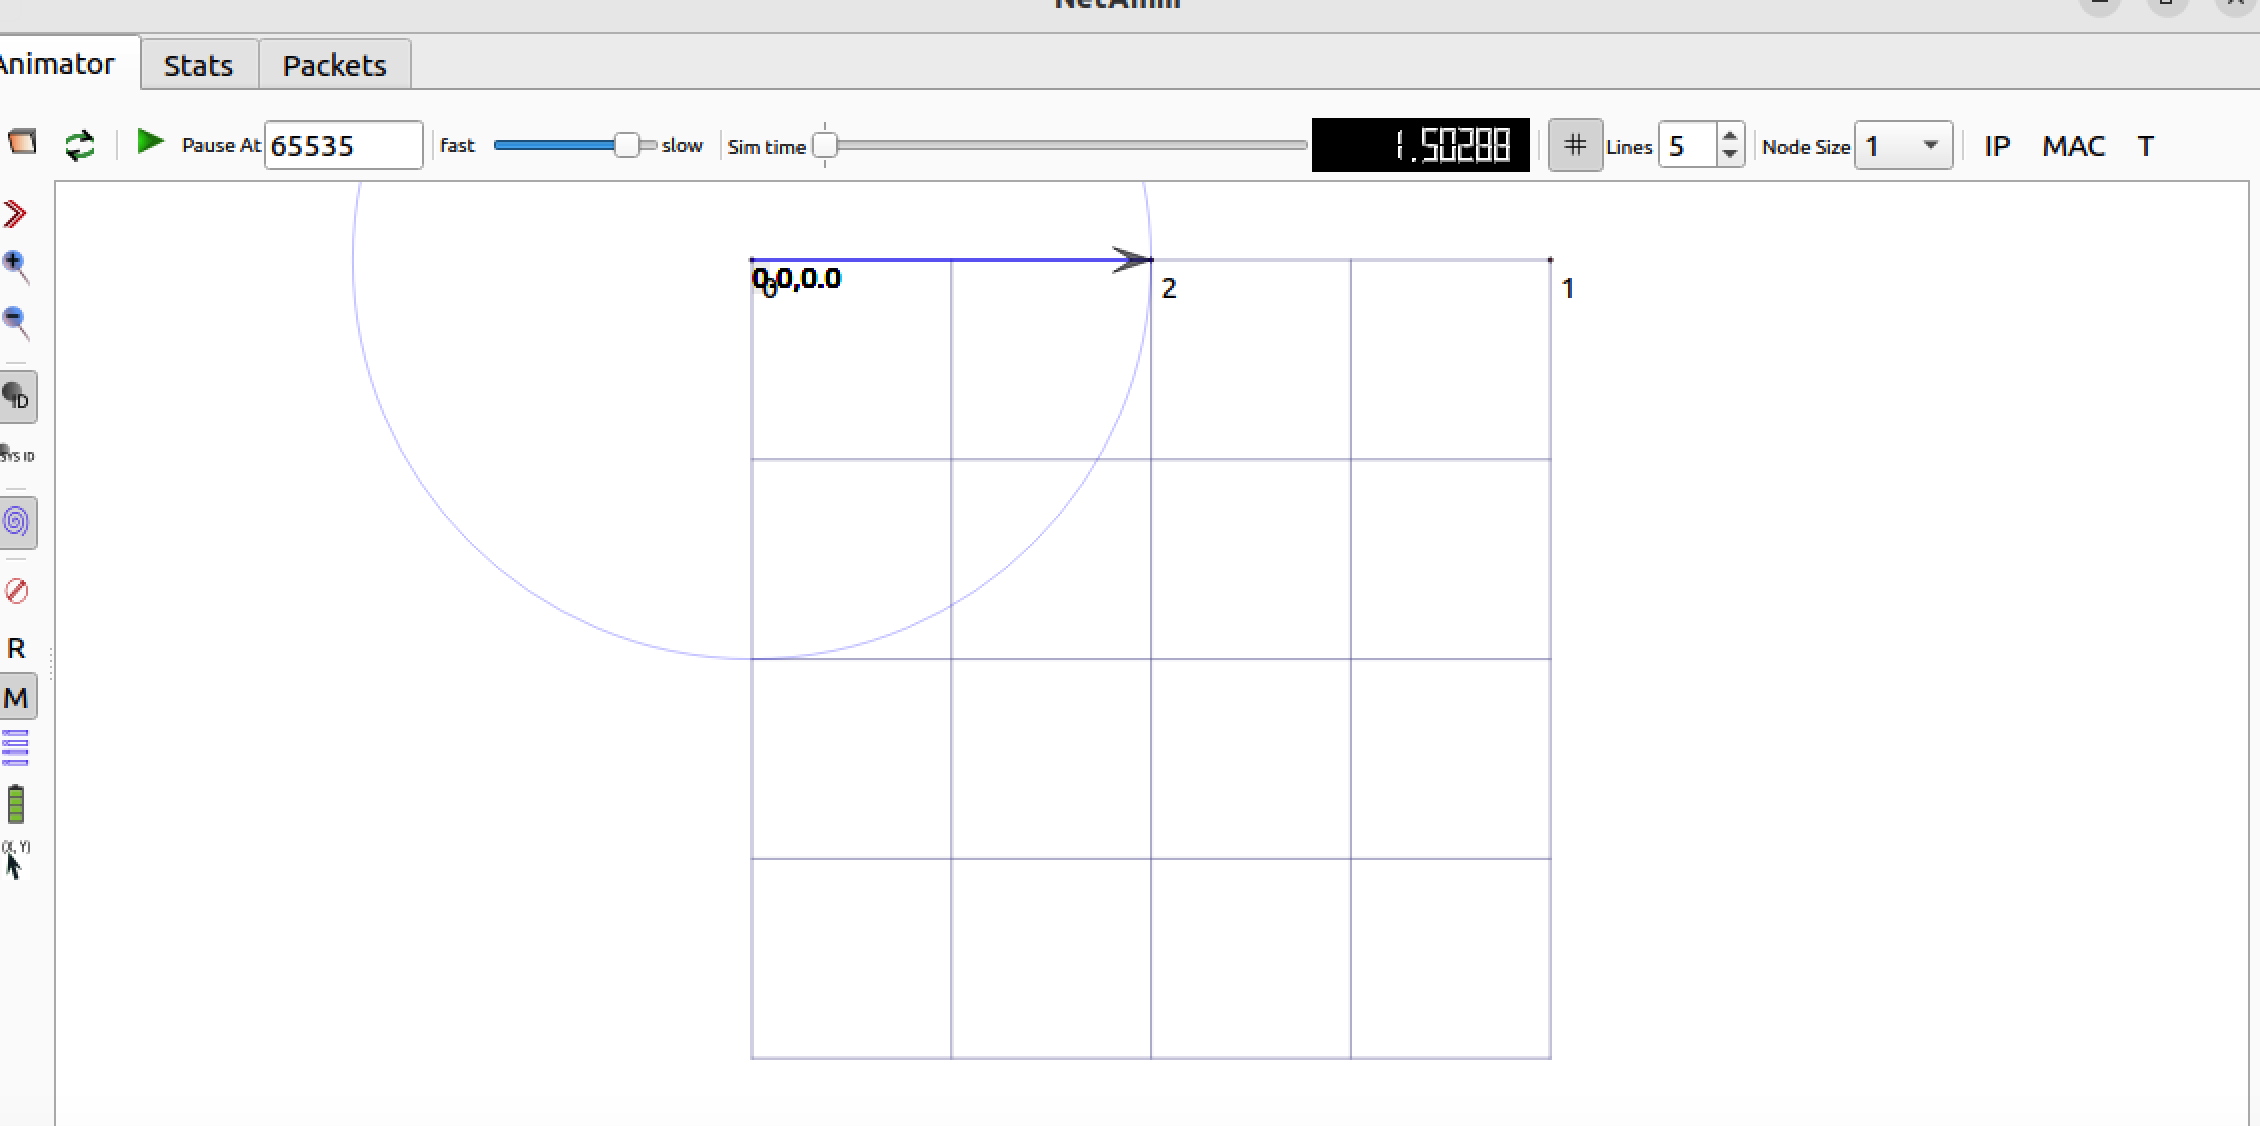 NetAnim
Animator Stats Packets
Pause At 65535 fast slow Sim time 1.50288 # Lines 5 Node Size 1 IP MAC T
0.0,0.0
0 2 1
ID
SYS ID
R
M
(X, Y)